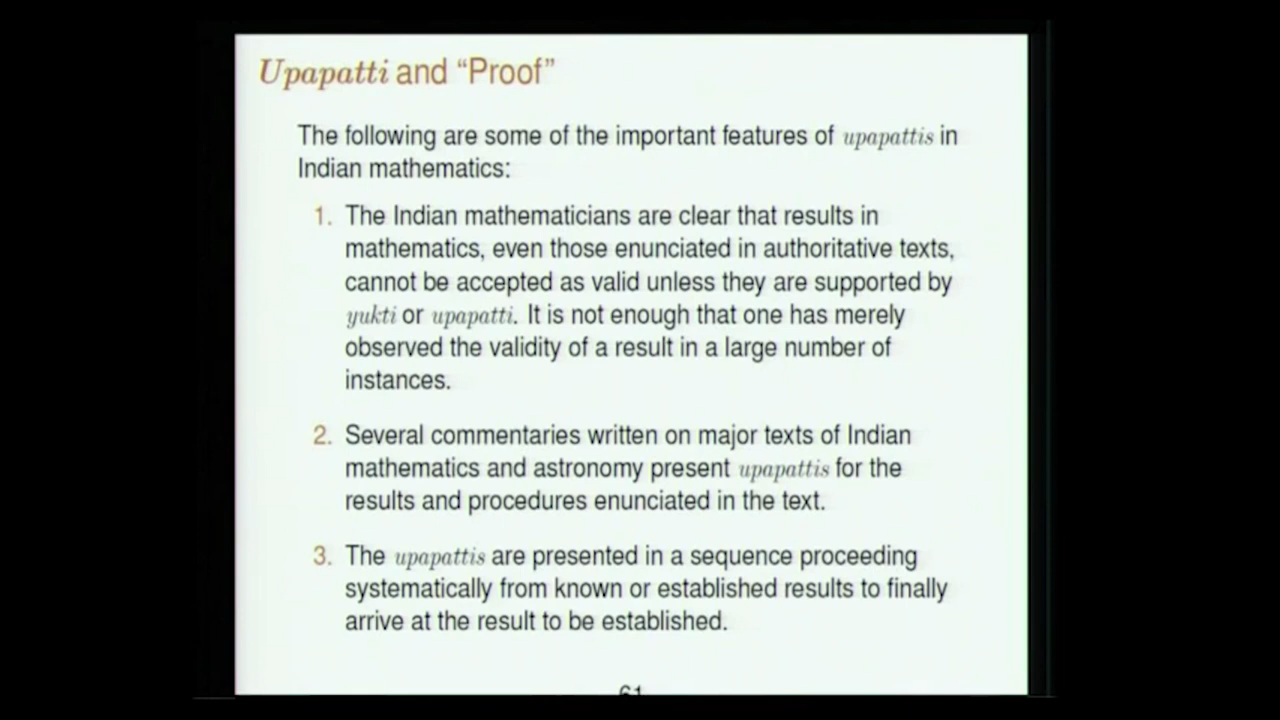 Upapatti and “Proof”
The following are some of the important features of upapattis in
Indian mathematics:
1. The Indian mathematicians are clear that results in
mathematics, even those enunciated in authoritative texts,
cannot be accepted as valid unless they are supported by
yukti or upapatti. It is not enough that one has merely
observed the validity of a result in a large number of
instances.
2. Several commentaries written on major texts of Indian
mathematics and astronomy present upapattis for the
results and procedures enunciated in the text.
3. The upapattis are presented in a sequence proceeding
systematically from known or established results to finally
arrive at the result to be established.
61